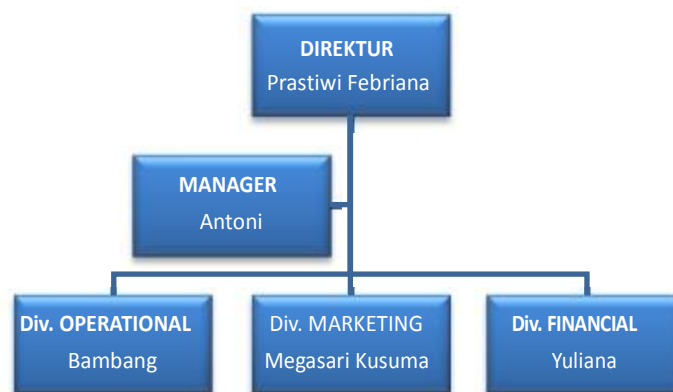 DIREKTUR
Prastiwi Febriana
MANAGER
Antoni
Div. OPERATIONAL
Bambang
Div. MARKETING
Megasari Kusuma
Div. FINANCIAL
Yuliana